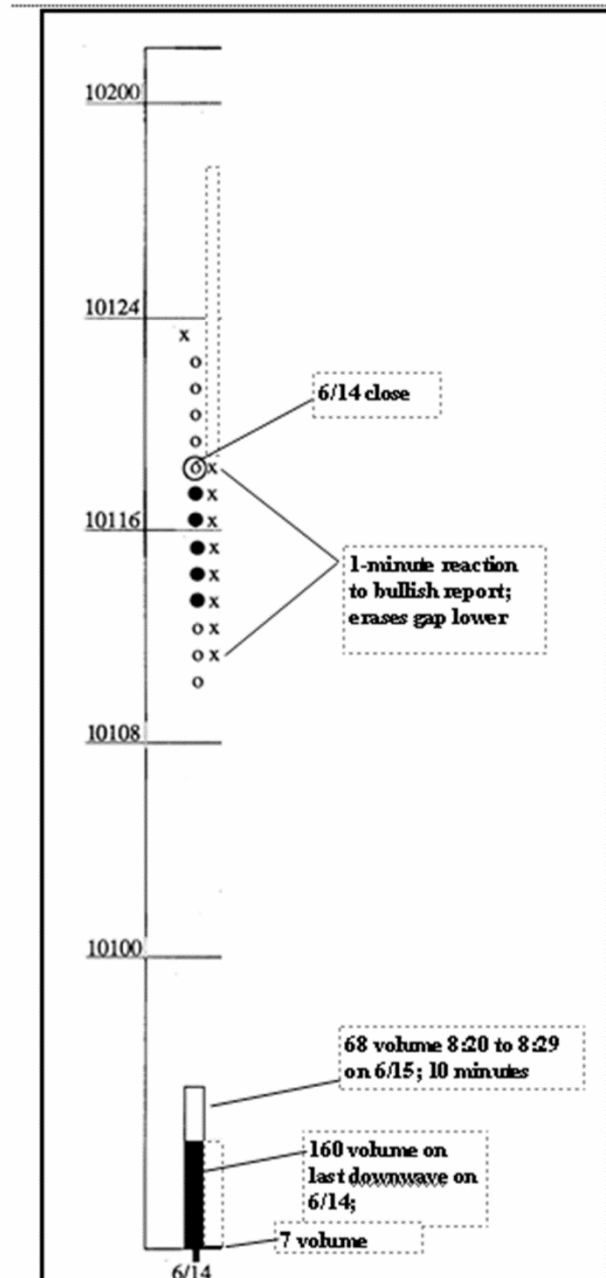 10200
10124
x
o
o
o
o
6/14 close
o x
x
10116
x
x
x
x
1-minute reaction
to bullish report;
erases gap lower
o x
o x
o
10108
10100
68 volume 8:20 to 8:29
on 6/15; 10 minutes
160 volume on
last downwave on
6/14;
7 volume
6/14